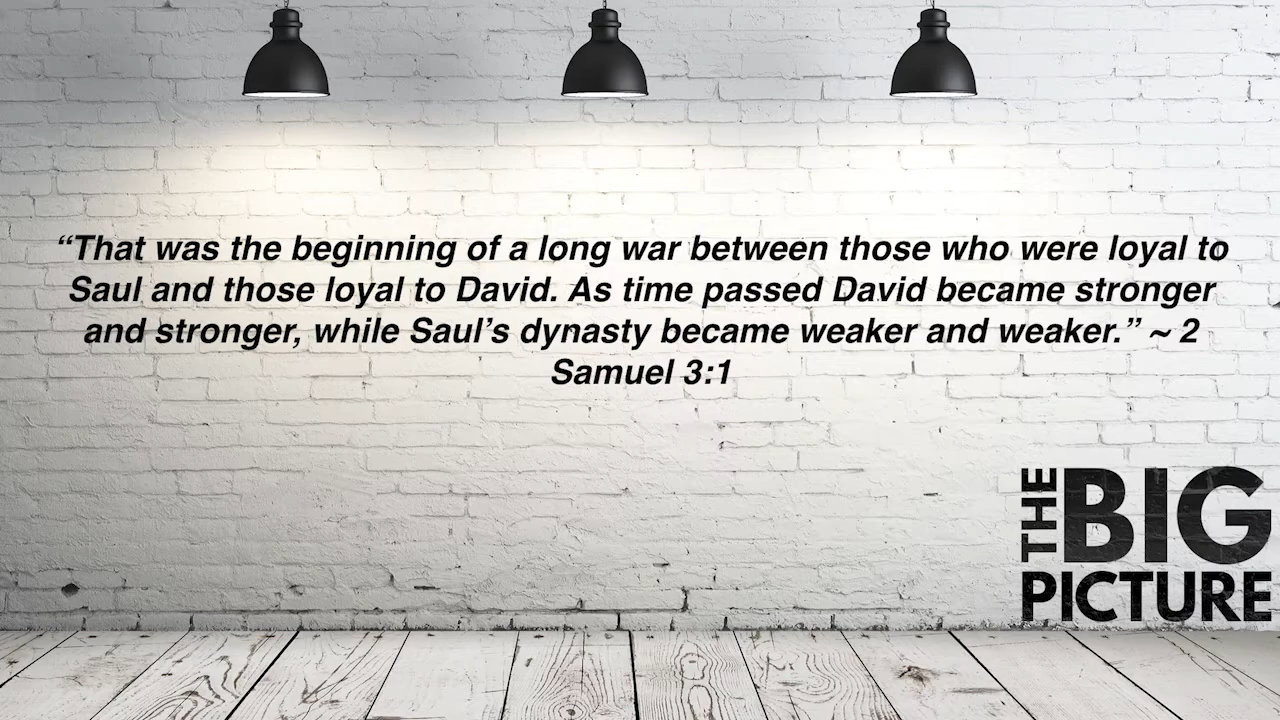 “That was the beginning of a long war between those who were loyal to
Saul and those loyal to David. As time passed David became stronger
and stronger, while Saul’s dynasty became weaker and weaker.” ~ 2
Samuel 3:1
THE
BIG
PICTURE